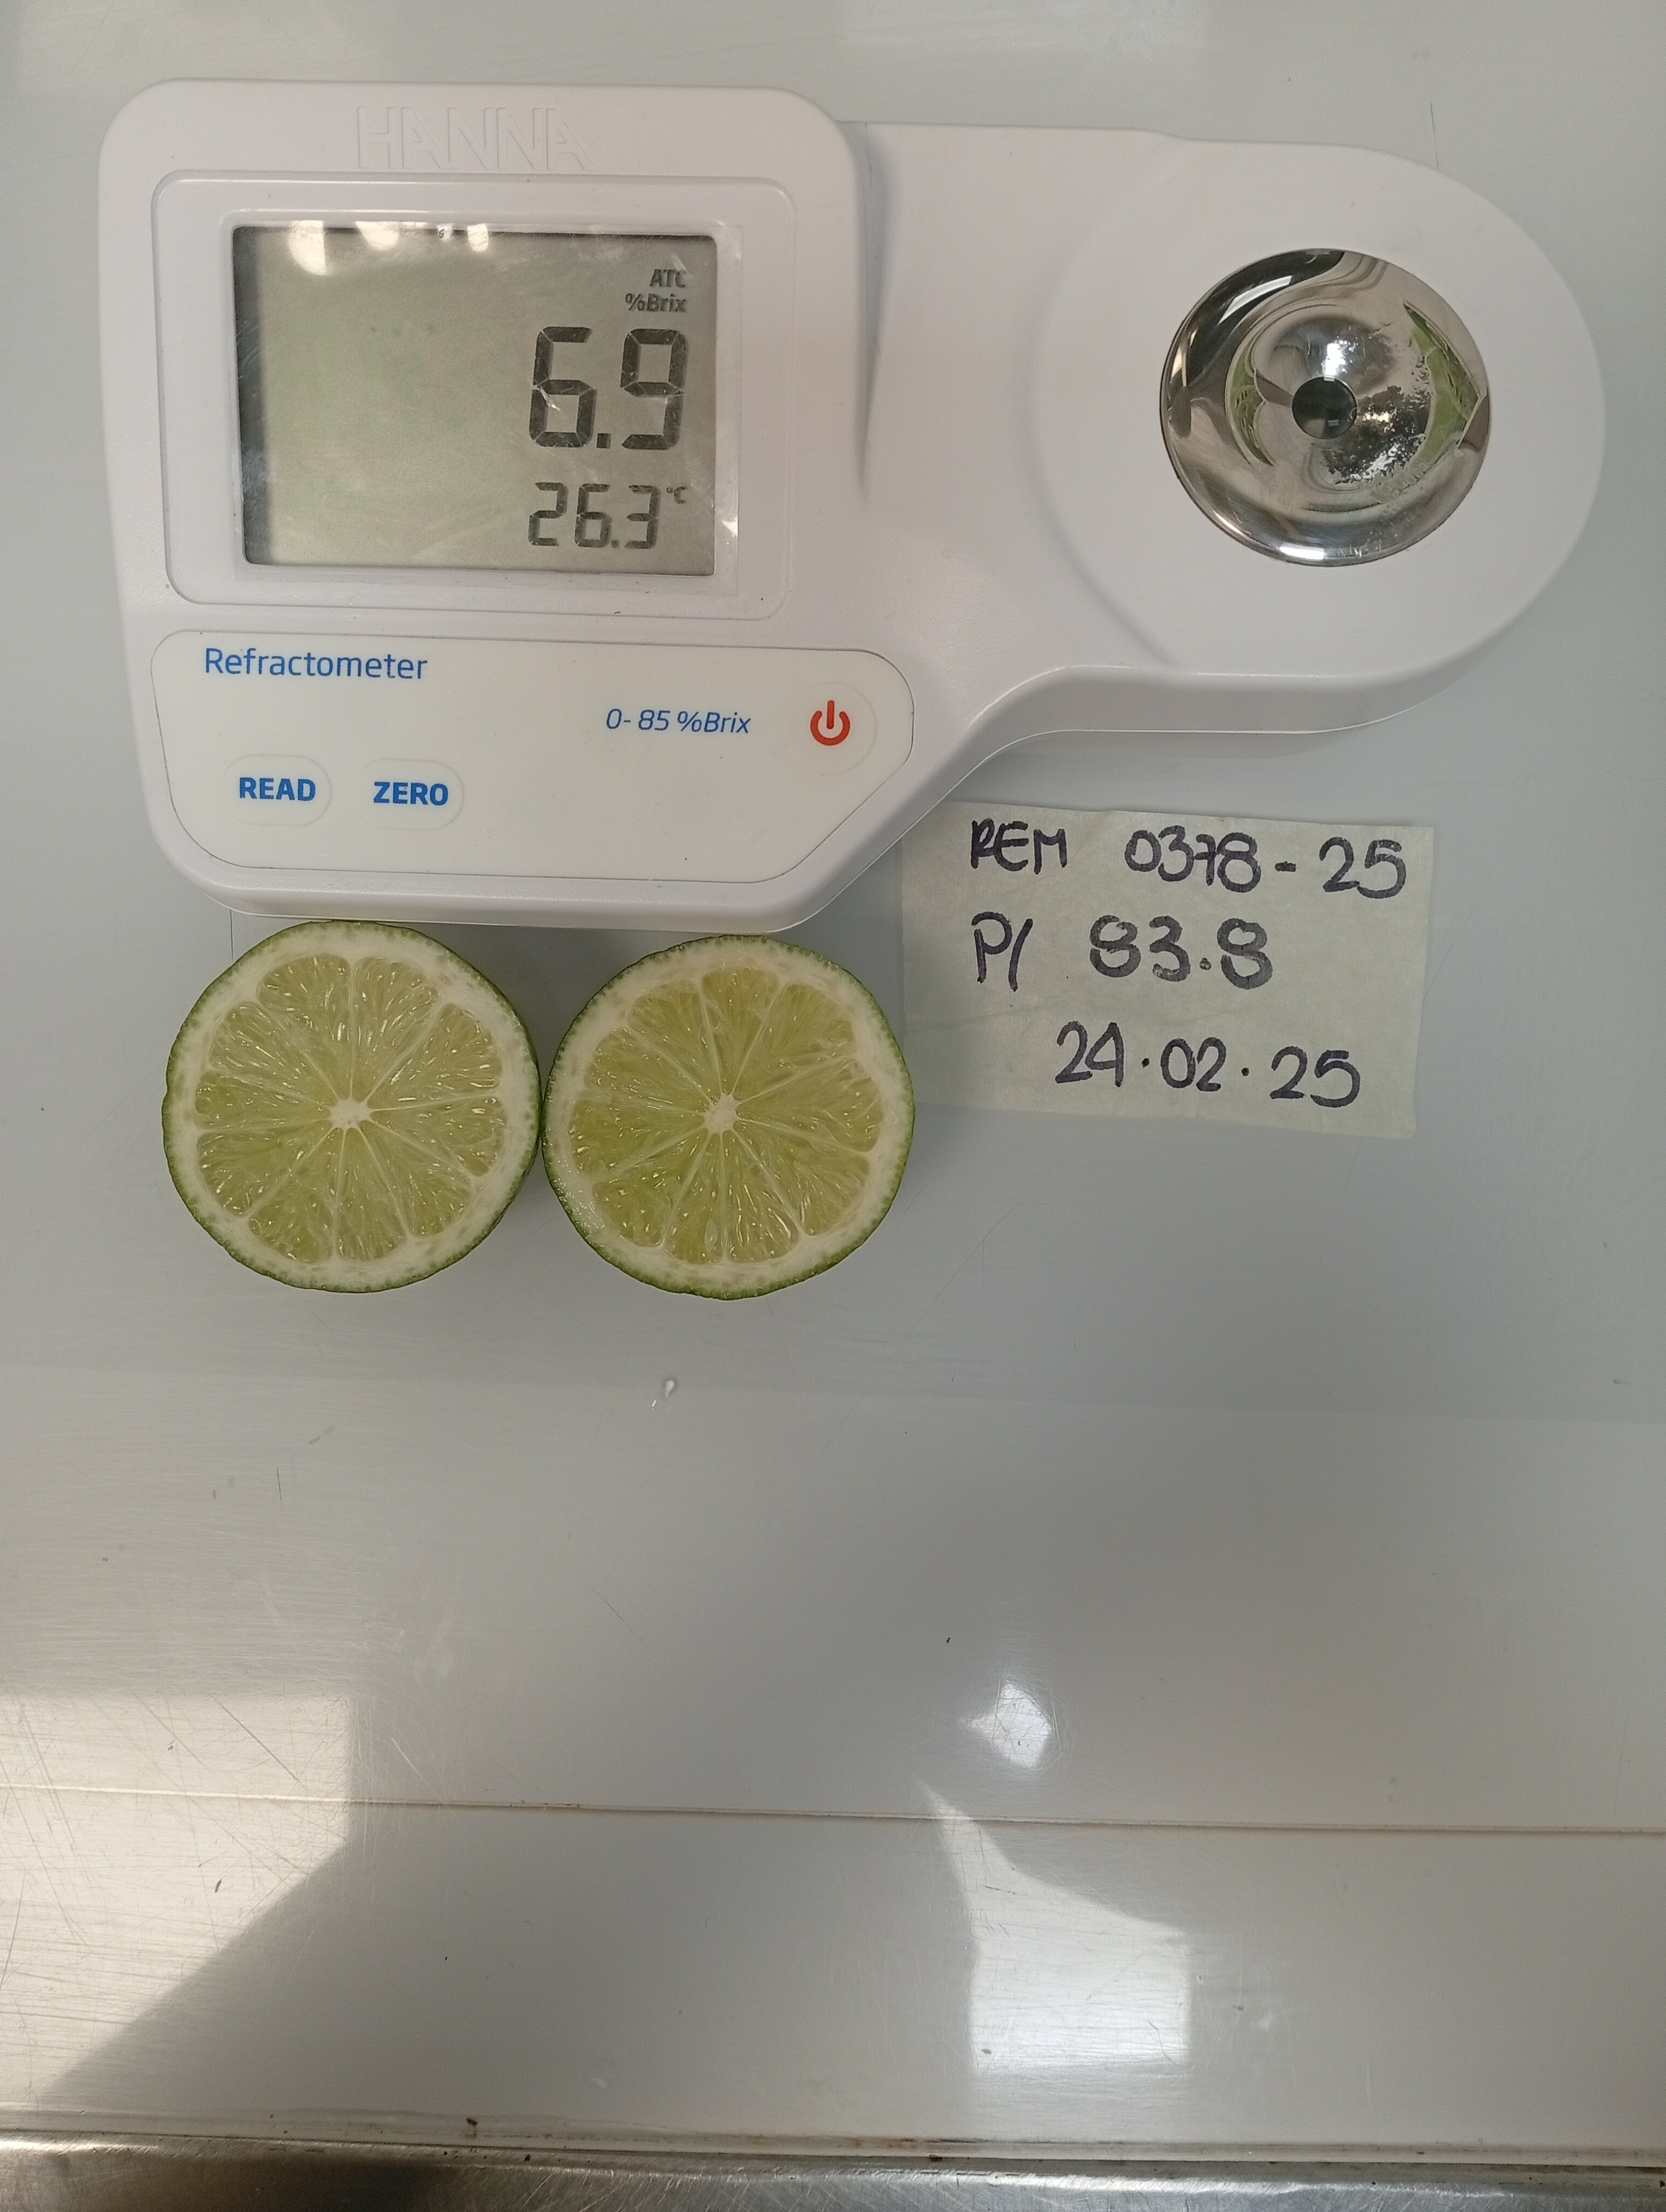 HANNA
ATC
%Brix
6.9
26.3 °C
Refractometer
0-85 %Brix
READ ZERO
REM 0378-25
P/ 83.8
24.02.25